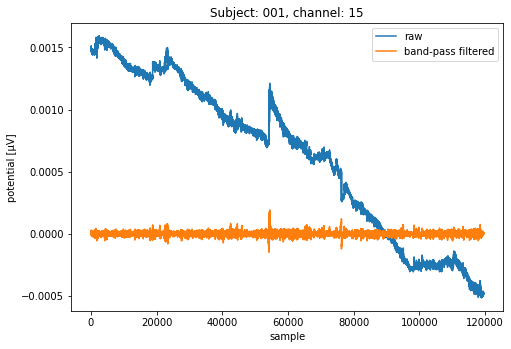 Subject: 001, channel: 15
raw
band-pass filtered
potential [µV]
0.0015
0.0010
0.0005
0.0000
−0.0005
0
20000
40000
60000
80000
100000
120000
sample